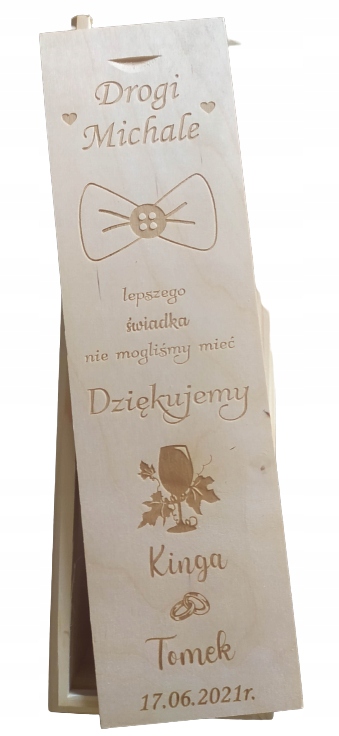 Drogi
Michale
lepszego
świadka
nie mogliśmy mieć
Dziękujemy
Kinga
Tomek
17.06.2021r.